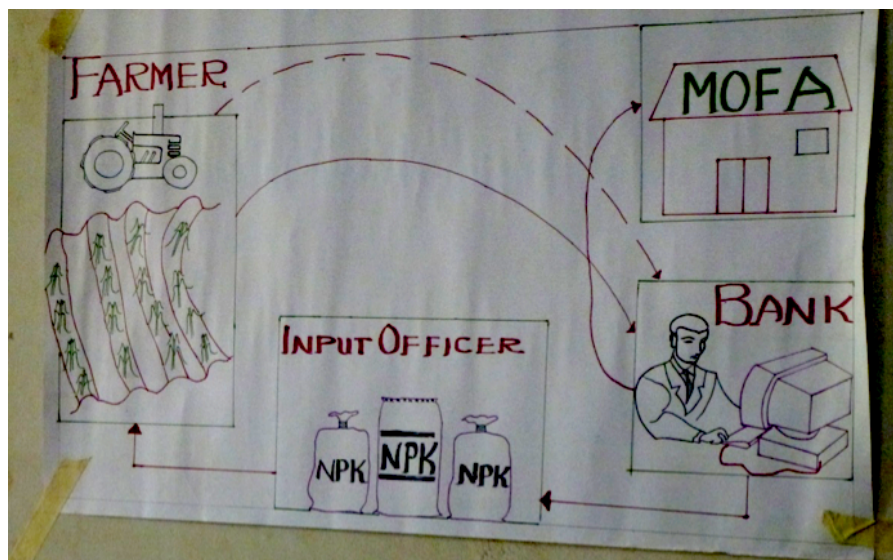 FARMER
MOFA
BANK
INPUT OFFICER
NPK
NPK
NPK